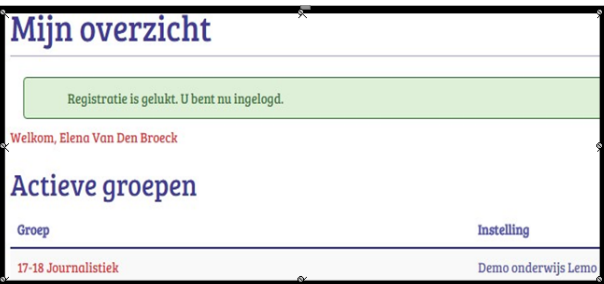 Mijn overzicht
Registratie is gelukt. U bent nu ingelogd.
Welkom, Elena Van Den Broeck
Actieve groepen
Groep Instelling
17-18 Journalistiek Demo onderwijs Lemo